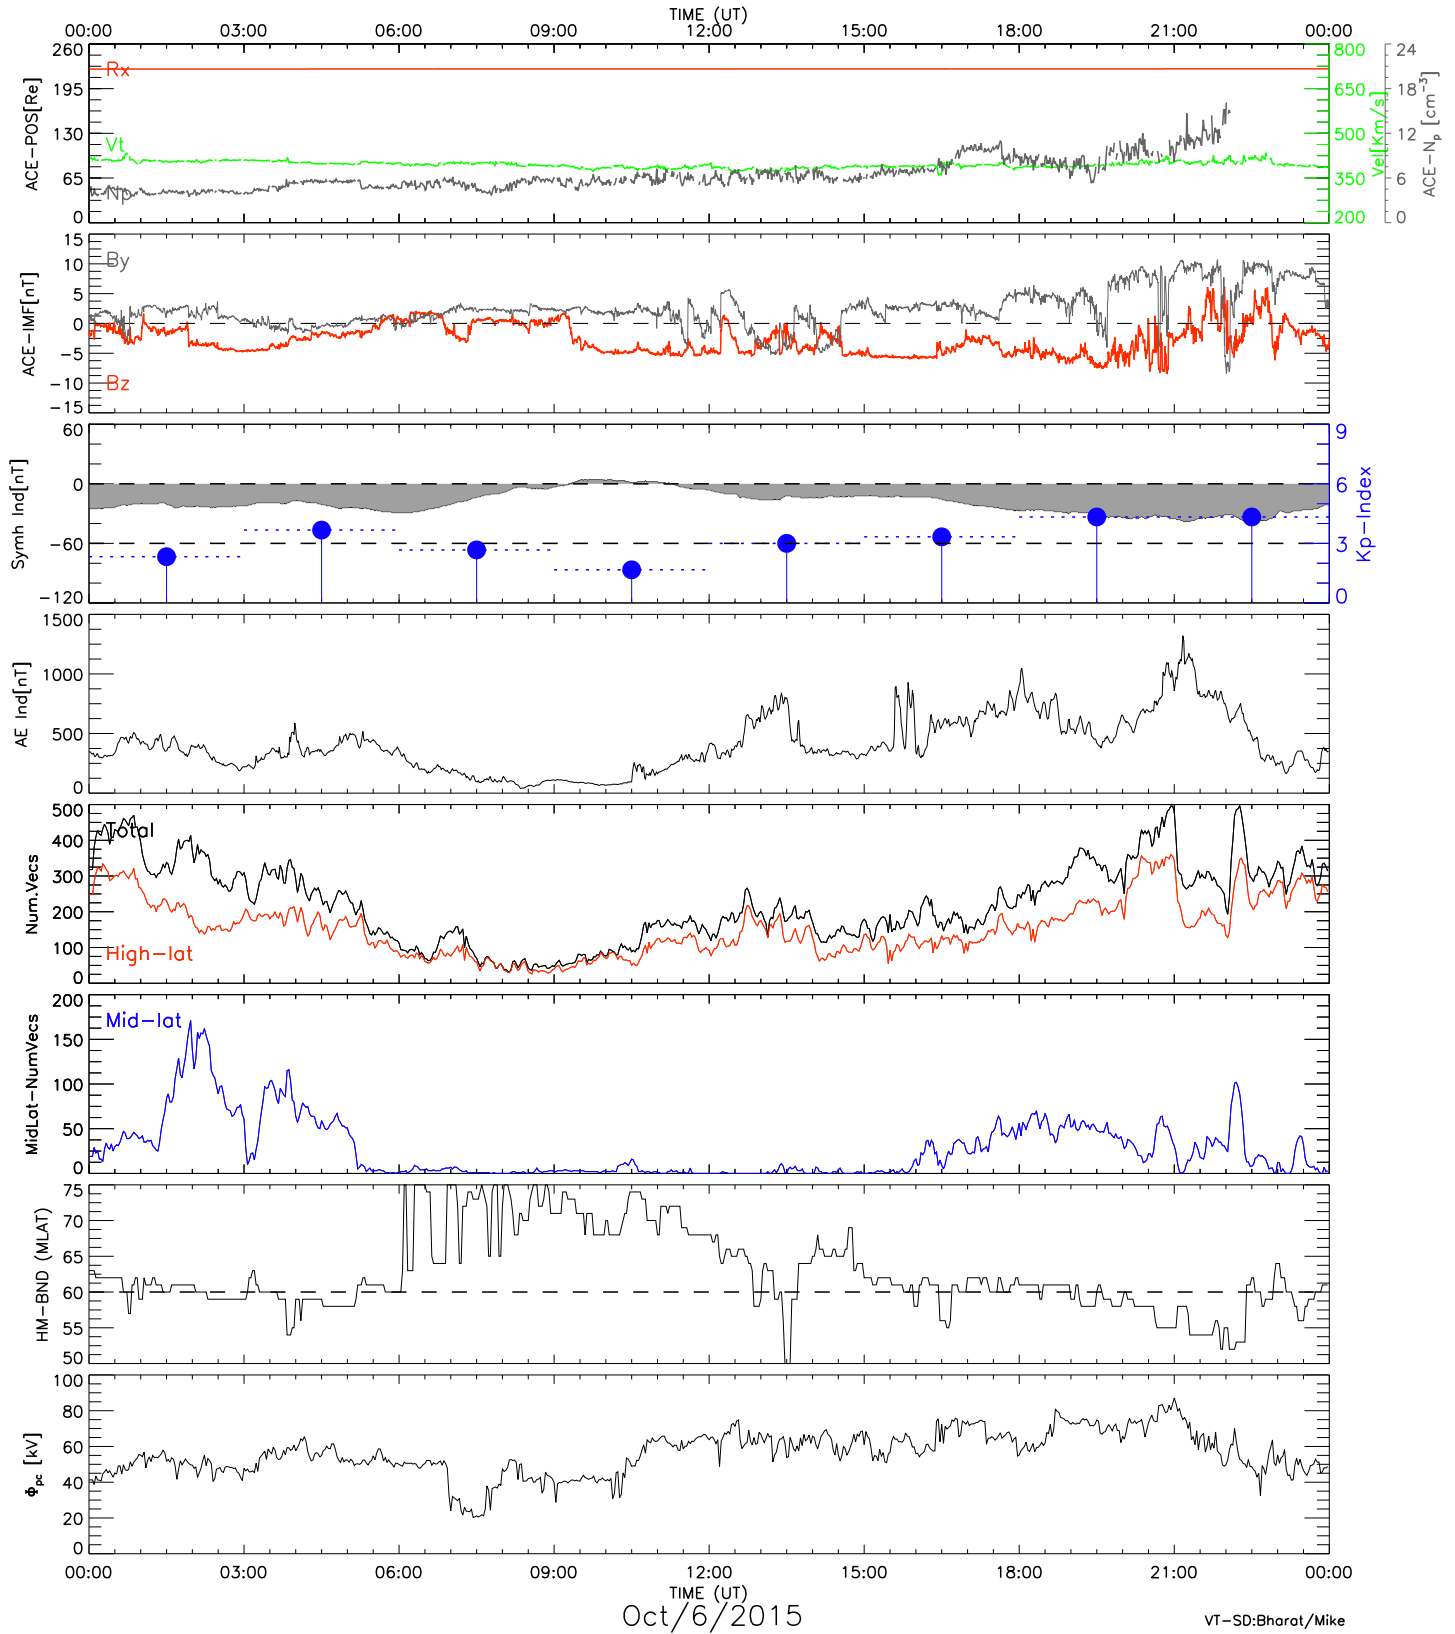 TIME (UT)
00:00 03:00 06:00 09:00 12:00 15:00 18:00 21:00 00:00
ACE-POS[Re]
260
195
130
65
0
Rx
Vt
Np
800
650
500
350
200
Vel[Km/s]
24
18
12
6
0
ACE-Np [cm-3]
ACE-IMF[nT]
15
10
5
0
-5
-10
-15
By
Bz
Symh Ind[nT]
60
0
-60
-120
9
6
3
0
Kp-Index
AE Ind[nT]
1500
1000
500
0
Num.Vecs
500
400
300
200
100
0
Total
High-lat
MidLat-NumVecs
200
150
100
50
0
Mid-lat
HM-BND (MLAT)
75
70
65
60
55
50
Φpc [kV]
100
80
60
40
20
0
00:00 03:00 06:00 09:00 12:00 15:00 18:00 21:00 00:00
TIME (UT)
Oct/6/2015
VT-SD:Bharat/Mike